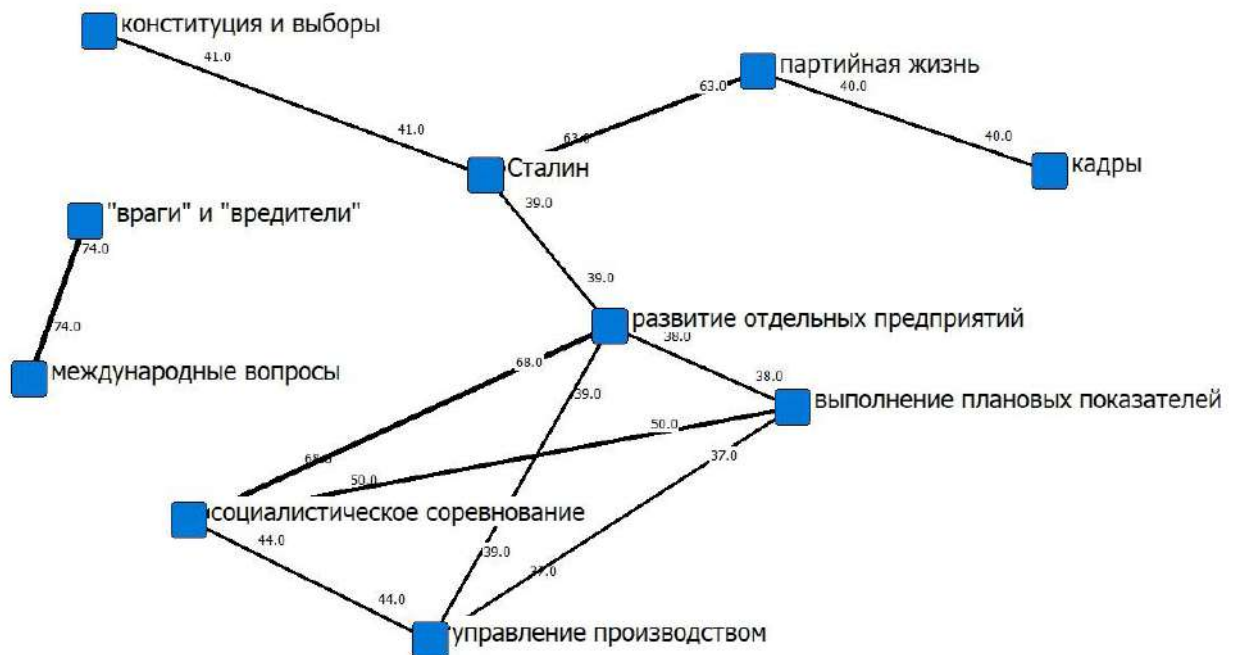 конституция и выборы
41.0
партийная жизнь
63.0
40.0
41.0
63.0
40.0
Сталин
кадры
39.0
"враги" и "вредители"
74.0
39.0
74.0
развитие отдельных предприятий
38.0
68.0
международные вопросы
38.0
39.0
выполнение плановых показателей
50.0
37.0
68.0
50.0
социалистическое соревнование
44.0
39.0
37.0
44.0
управление производством